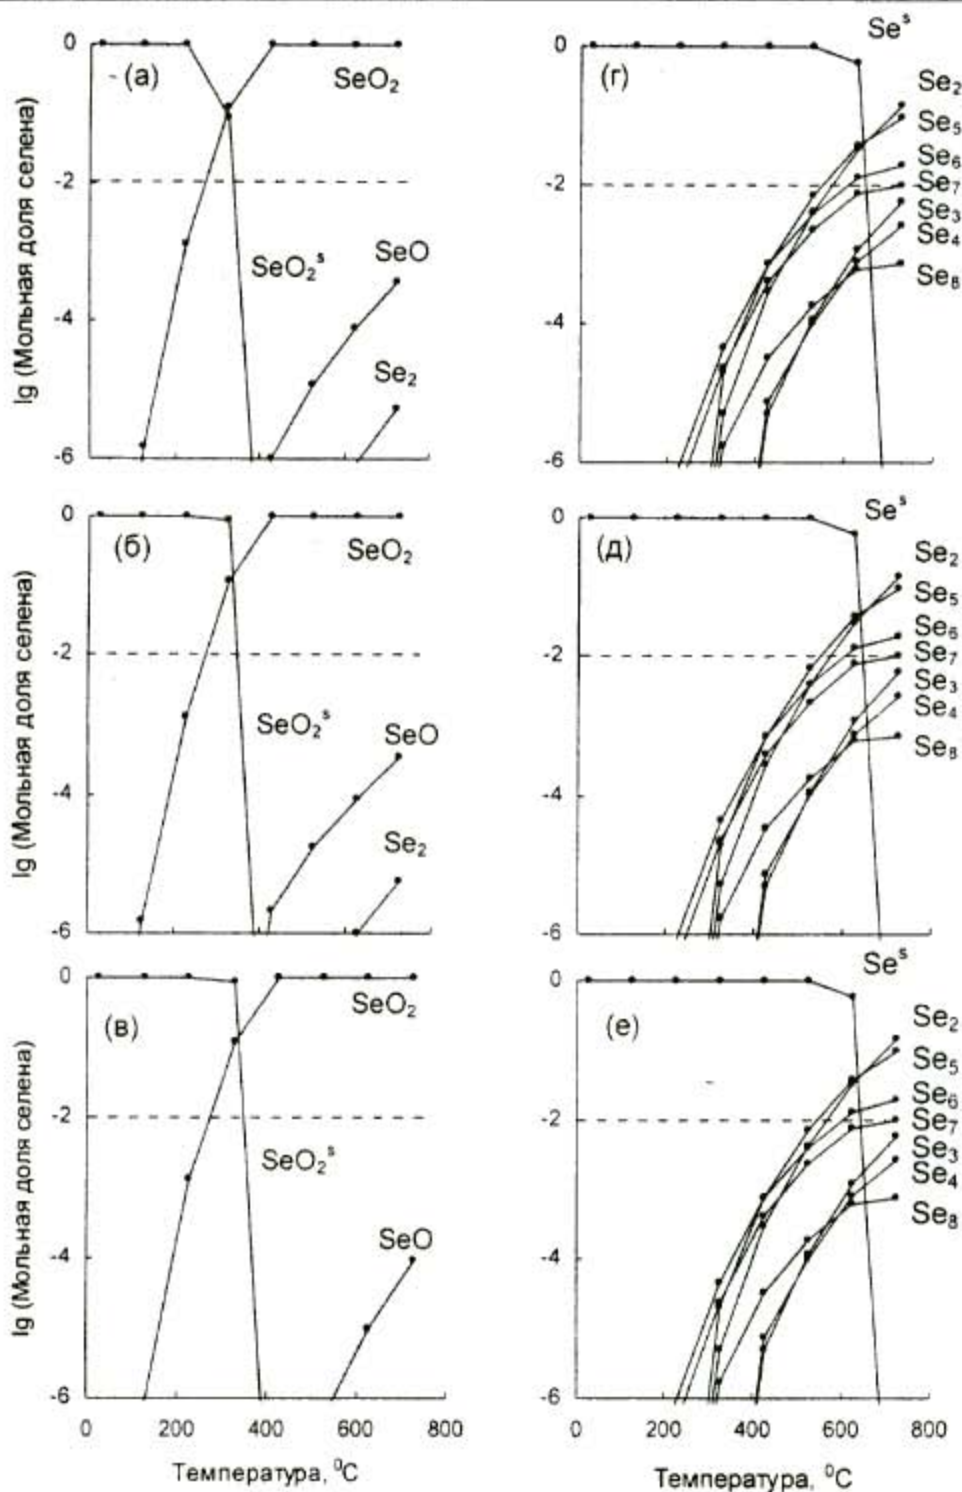 lg (Мольная доля селена)
0
-2
-4
-6
(а)
SeO₂
SeO₂ˢ
SeO
Se₂
(г)
0
-2
-4
-6
Seˢ
Se₂
Se₅
Se₆
Se₇
Se₃
Se₄
Se₈
lg (Мольная доля селена)
0
-2
-4
-6
(б)
SeO₂
SeO₂ˢ
SeO
Se₂
(д)
0
-2
-4
-6
Seˢ
Se₂
Se₅
Se₆
Se₇
Se₃
Se₄
Se₈
lg (Мольная доля селена)
0
-2
-4
-6
(в)
SeO₂
SeO₂ˢ
SeO
0 200 400 600 800
Температура, ⁰C
(е)
0
-2
-4
-6
Seˢ
Se₂
Se₅
Se₆
Se₇
Se₃
Se₄
Se₈
0 200 400 600 800
Температура, ⁰C